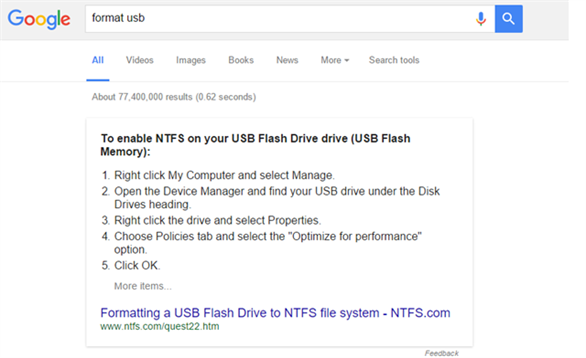 Google format usb
All Videos Images Books News More Search tools
About 77,400,000 results (0.62 seconds)
To enable NTFS on your USB Flash Drive drive (USB Flash
Memory):
1. Right click My Computer and select Manage.
2. Open the Device Manager and find your USB drive under the Disk
Drives heading.
3. Right click the drive and select Properties.
4. Choose Policies tab and select the "Optimize for performance"
option.
5. Click OK.
More items...
Formatting a USB Flash Drive to NTFS file system - NTFS.com
www.ntfs.com/quest22.htm
Feedback